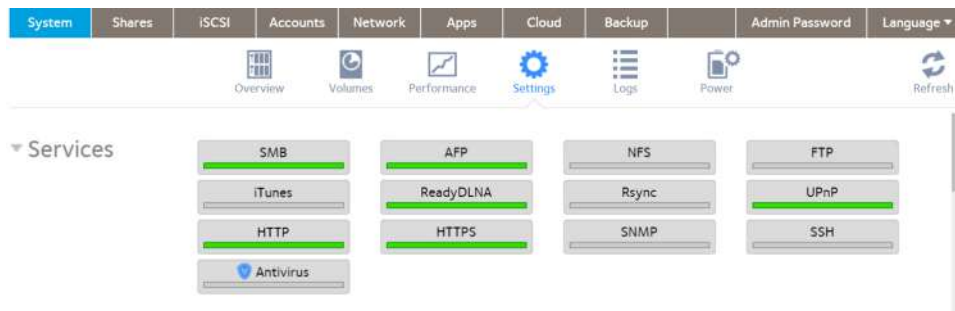 System Shares iSCSI Accounts Network Apps Cloud Backup Admin Password Language
Overview Volumes Performance Settings Logs Power Refresh
Services
SMB AFP NFS FTP
iTunes ReadyDLNA Rsync UPnP
HTTP HTTPS SNMP SSH
Antivirus